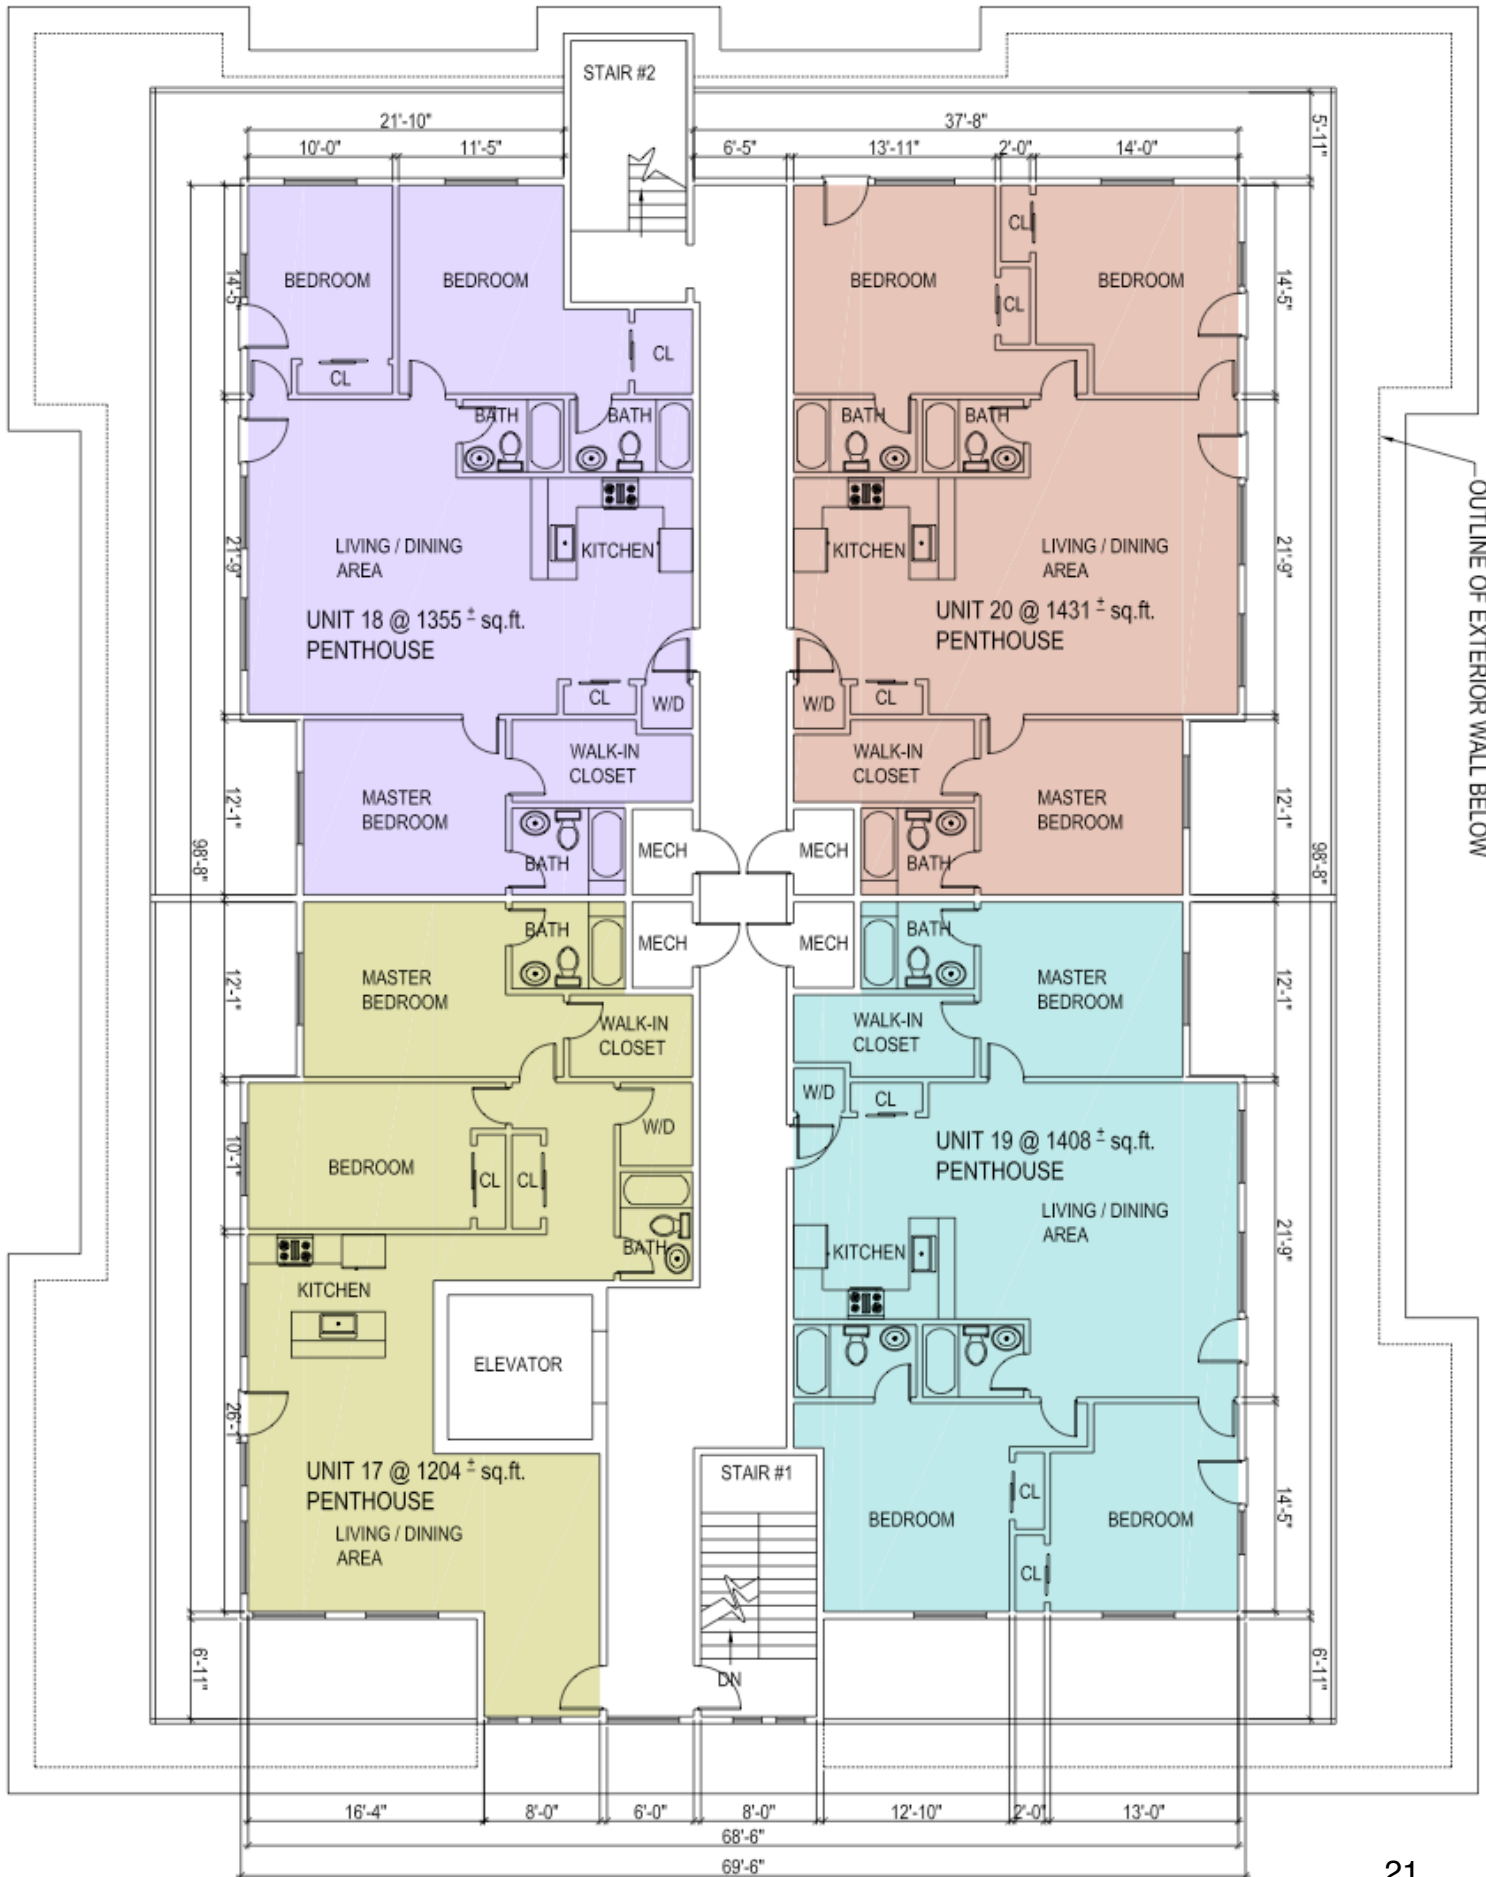 STAIR #2
21'-10"
37'-8"
10'-0"
11'-5"
6'-5"
13'-11"
2'-0"
14'-0"
5'-11"
CL
BEDROOM
BEDROOM
BEDROOM
BEDROOM
14'-5"
14'-5"
CL
CL
CL
BATH
BATH
BATH
BATH
OUTLINE OF EXTERIOR WALL BELOW
LIVING / DINING
AREA
KITCHEN
KITCHEN
LIVING / DINING
AREA
21'-9"
21'-9"
UNIT 18 @ 1355 ± sq.ft.
PENTHOUSE
UNIT 20 @ 1431 ± sq.ft.
PENTHOUSE
CL
W/D
W/D
CL
WALK-IN
CLOSET
WALK-IN
CLOSET
MASTER
BEDROOM
MASTER
BEDROOM
12'-1"
12'-1"
98'-8"
98'-8"
BATH
MECH
MECH
BATH
BATH
MECH
MECH
BATH
MASTER
BEDROOM
MASTER
BEDROOM
12'-1"
12'-1"
WALK-IN
CLOSET
WALK-IN
CLOSET
W/D
CL
W/D
10'-1"
BEDROOM
CL
CL
UNIT 19 @ 1408 ± sq.ft.
PENTHOUSE
LIVING / DINING
AREA
21'-9"
BATH
KITCHEN
KITCHEN
ELEVATOR
26'-1"
UNIT 17 @ 1204 ± sq.ft.
PENTHOUSE
LIVING / DINING
AREA
STAIR #1
CL
BEDROOM
BEDROOM
14'-5"
CL
DN
6'-11"
6'-11"
16'-4"
8'-0"
6'-0"
8'-0"
12'-10"
2'-0"
13'-0"
68'-6"
69'-6"
21